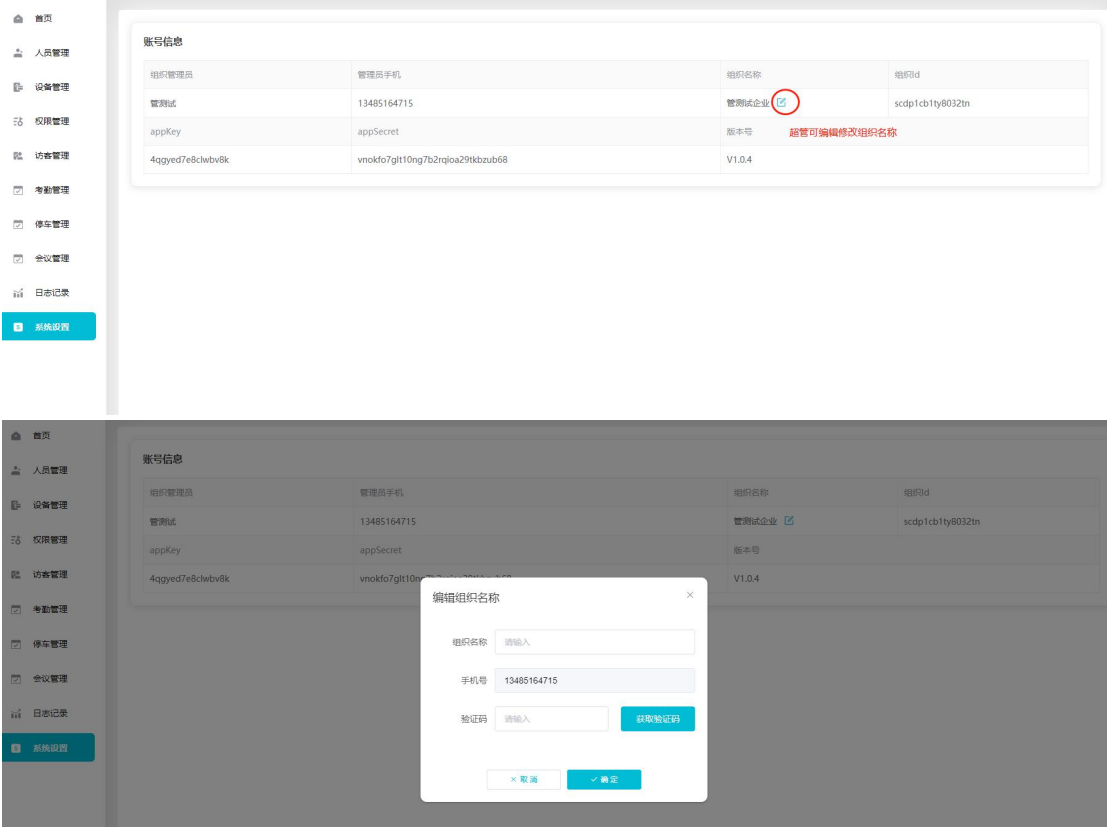 首页
人员管理
设备管理
权限管理
访客管理
考勤管理
停车管理
会议管理
日志记录
系统设置
账号信息
组织管理员 管理员手机 组织名称 组织Id
管测试 13485164715 管测试企业 scdp1cb1ty8032tn
appKey appSecret 版本号 超管可编辑修改组织名称
4qgyed7e8clwbv8k vnokfo7glt10ng7b2rqioa29tkbzub68 V1.0.4
首页
人员管理
设备管理
权限管理
访客管理
考勤管理
停车管理
会议管理
日志记录
系统设置
账号信息
组织管理员 管理员手机 组织名称 组织Id
管测试 13485164715 管测试企业 scdp1cb1ty8032tn
appKey appSecret 版本号
4qgyed7e8clwbv8k V1.0.4
编辑组织名称
组织名称 请输入
手机号 13485164715
验证码 请输入 获取验证码
× 取消 ✓ 确定